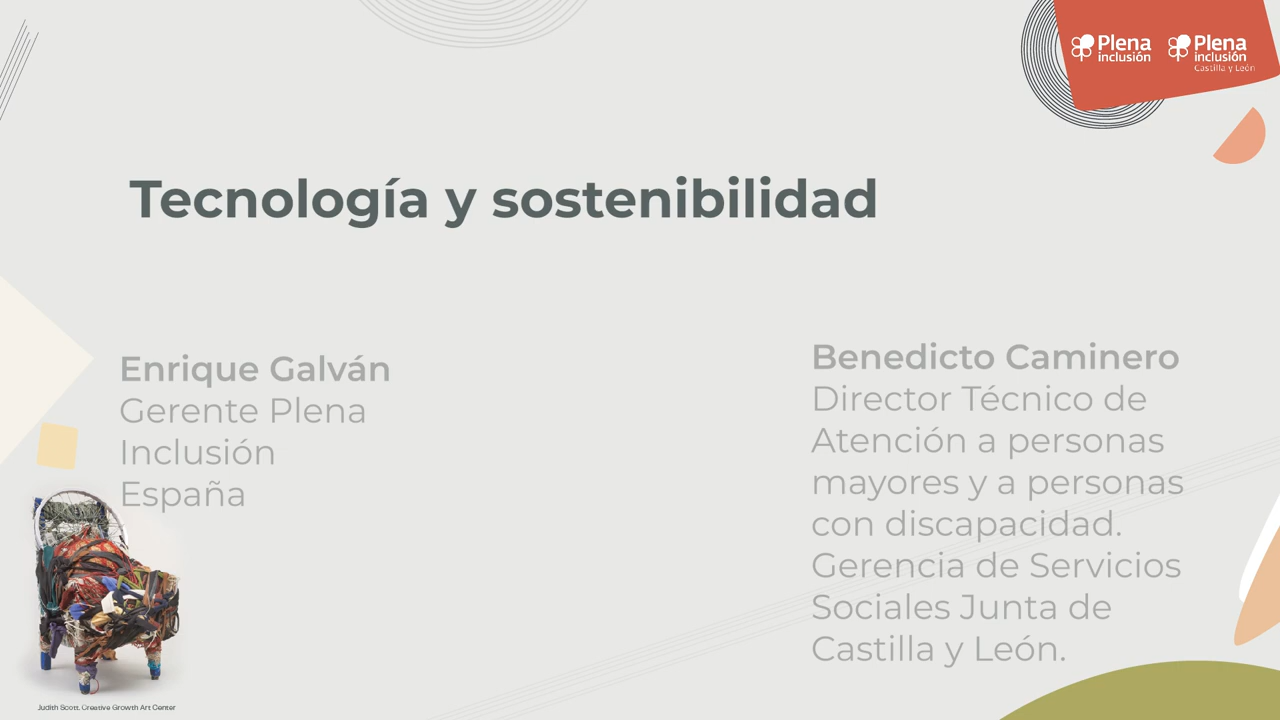 Plena inclusión
Plena inclusión
Castilla y León
Tecnología y sostenibilidad
Enrique Galván
Gerente Plena
Inclusión
España
Benedicto Caminero
Director Técnico de
Atención a personas
mayores y a personas
con discapacidad.
Gerencia de Servicios
Sociales Junta de
Castilla y León.
Judith Scott. Creative Growth Art Center